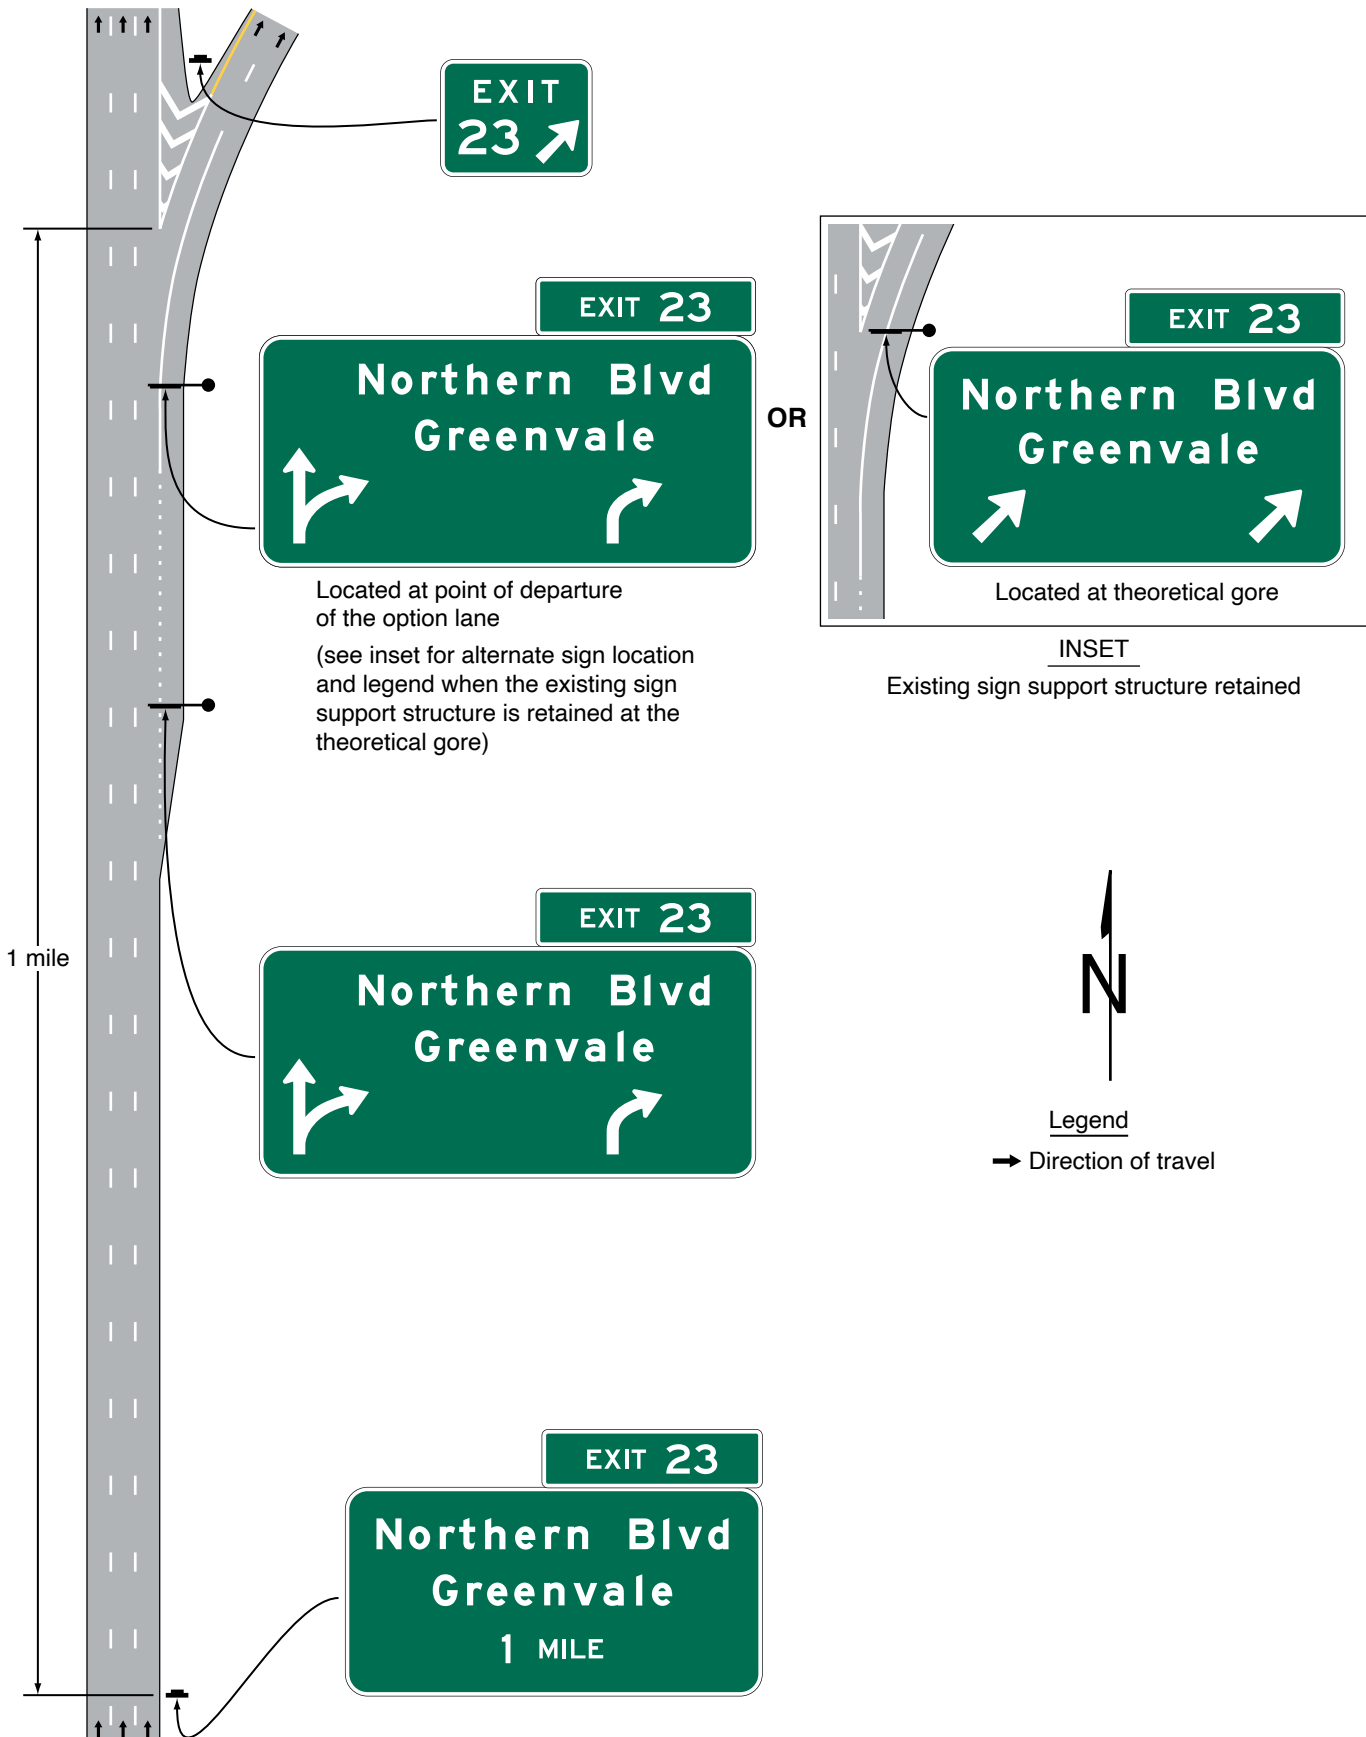 EXIT
23
EXIT 23
Northern Blvd
Greenvale
Located at point of departure
of the option lane
(see inset for alternate sign location
and legend when the existing sign
support structure is retained at the
theoretical gore)
OR
EXIT 23
Northern Blvd
Greenvale
Located at theoretical gore
INSET
Existing sign support structure retained
1 mile
EXIT 23
Northern Blvd
Greenvale
N
Legend
Direction of travel
EXIT 23
Northern Blvd
Greenvale
1 MILE